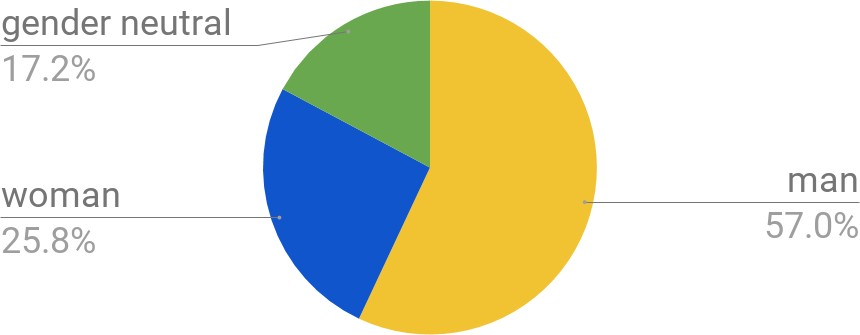 gender neutral
17.2%
woman
25.8%
man
57.0%